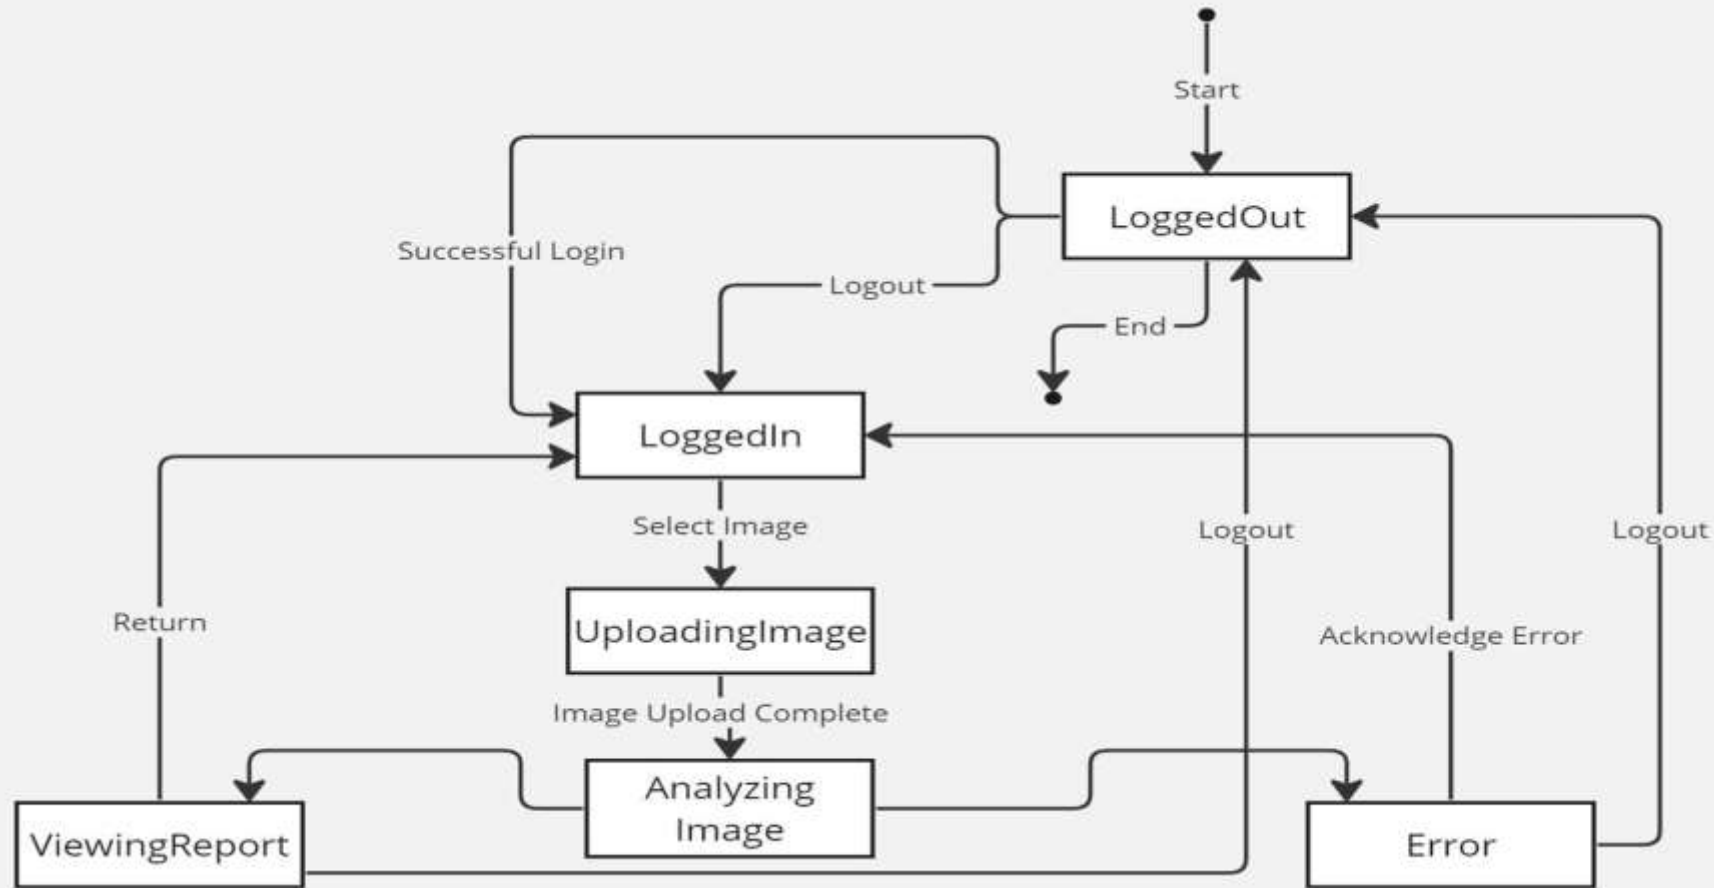 Start
LoggedOut
Successful Login
Logout
End
LoggedIn
Select Image
Logout
Logout
Return
UploadingImage
Acknowledge Error
Image Upload Complete
Analyzing
Image
ViewingReport
Error